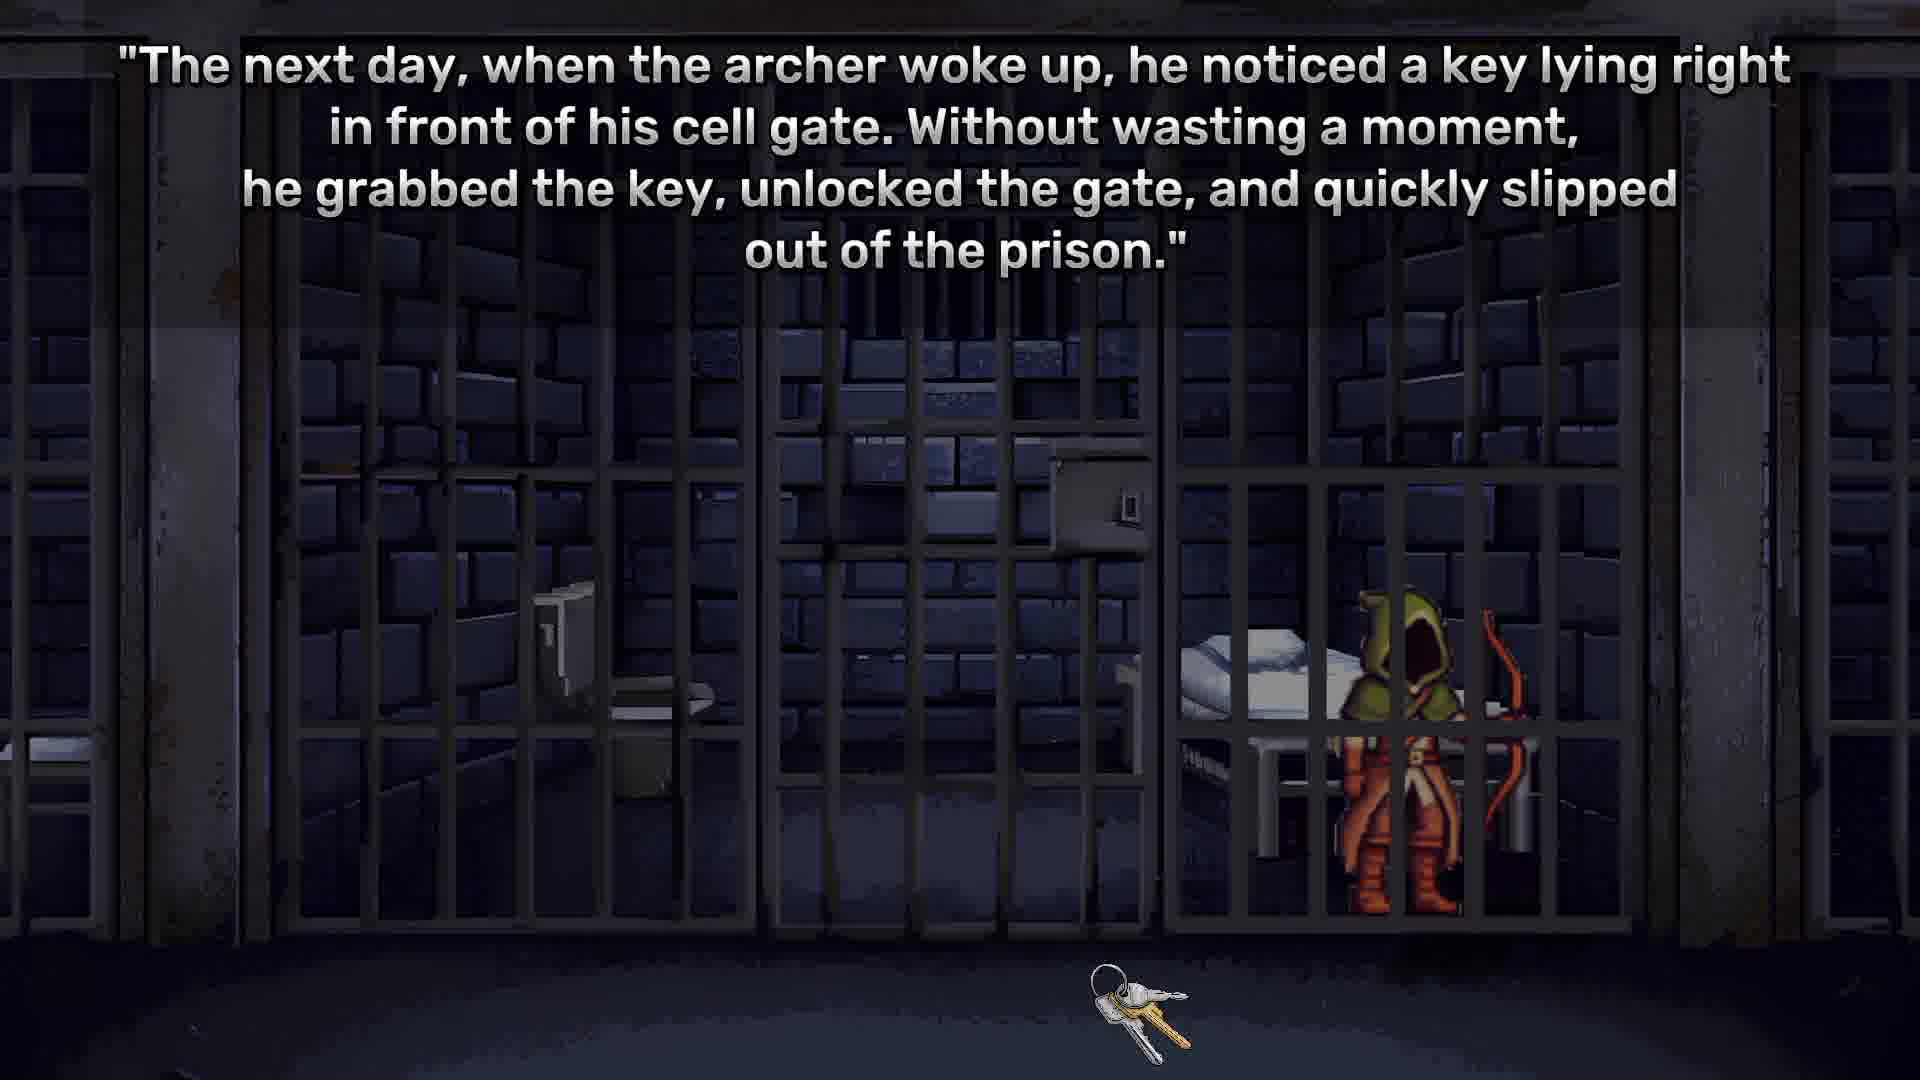 "The next day, when the archer woke up, he noticed a key lying right
in front of his cell gate. Without wasting a moment,
he grabbed the key, unlocked the gate, and quickly slipped
out of the prison."